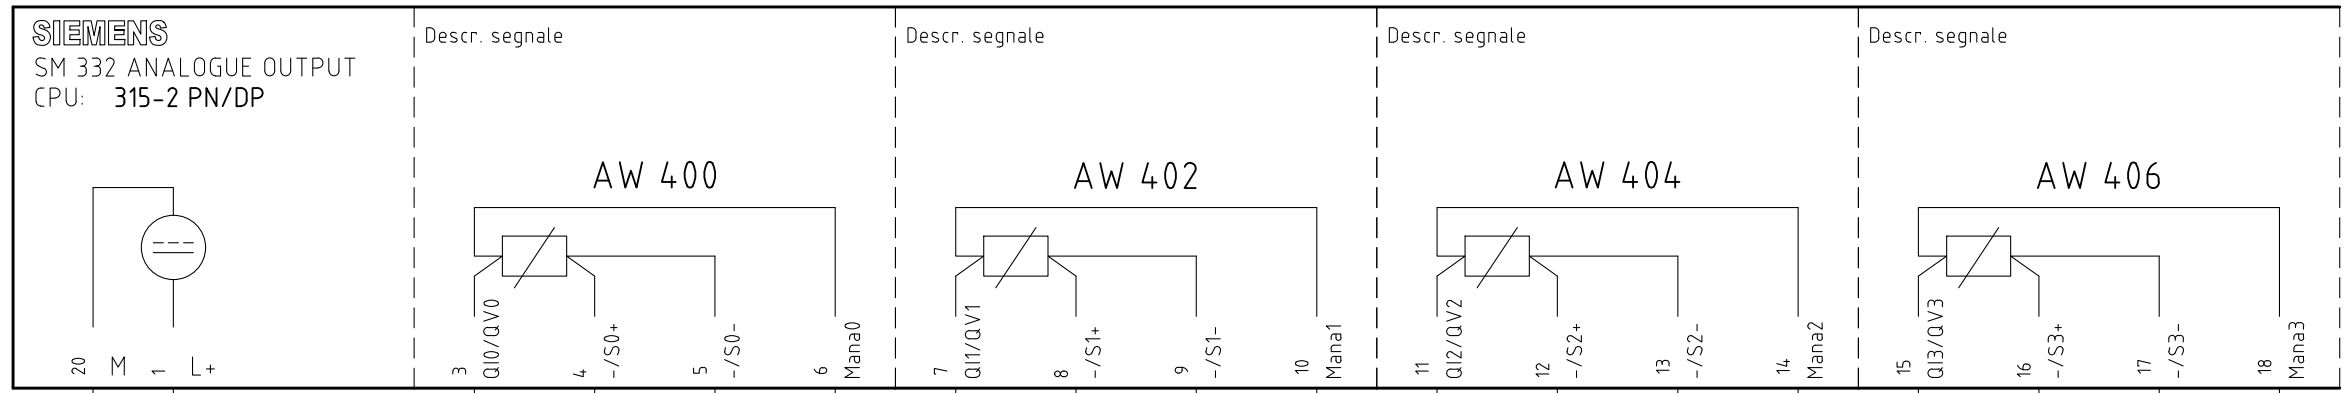 SIEMENS
SM 332 ANALOGUE OUTPUT
CPU: 315-2 PN/DP
20 M 1 L+
Descr. segnale
AW 400
3 QI0/QV0 4 -/S0+ 5 -/S0- 6 Mana0
Descr. segnale
AW 402
7 QI1/QV1 8 -/S1+ 9 -/S1- 10 Mana1
Descr. segnale
AW 404
11 QI2/QV2 12 -/S2+ 13 -/S2- 14 Mana2
Descr. segnale
AW 406
15 QI3/QV3 16 -/S3+ 17 -/S3- 18 Mana3